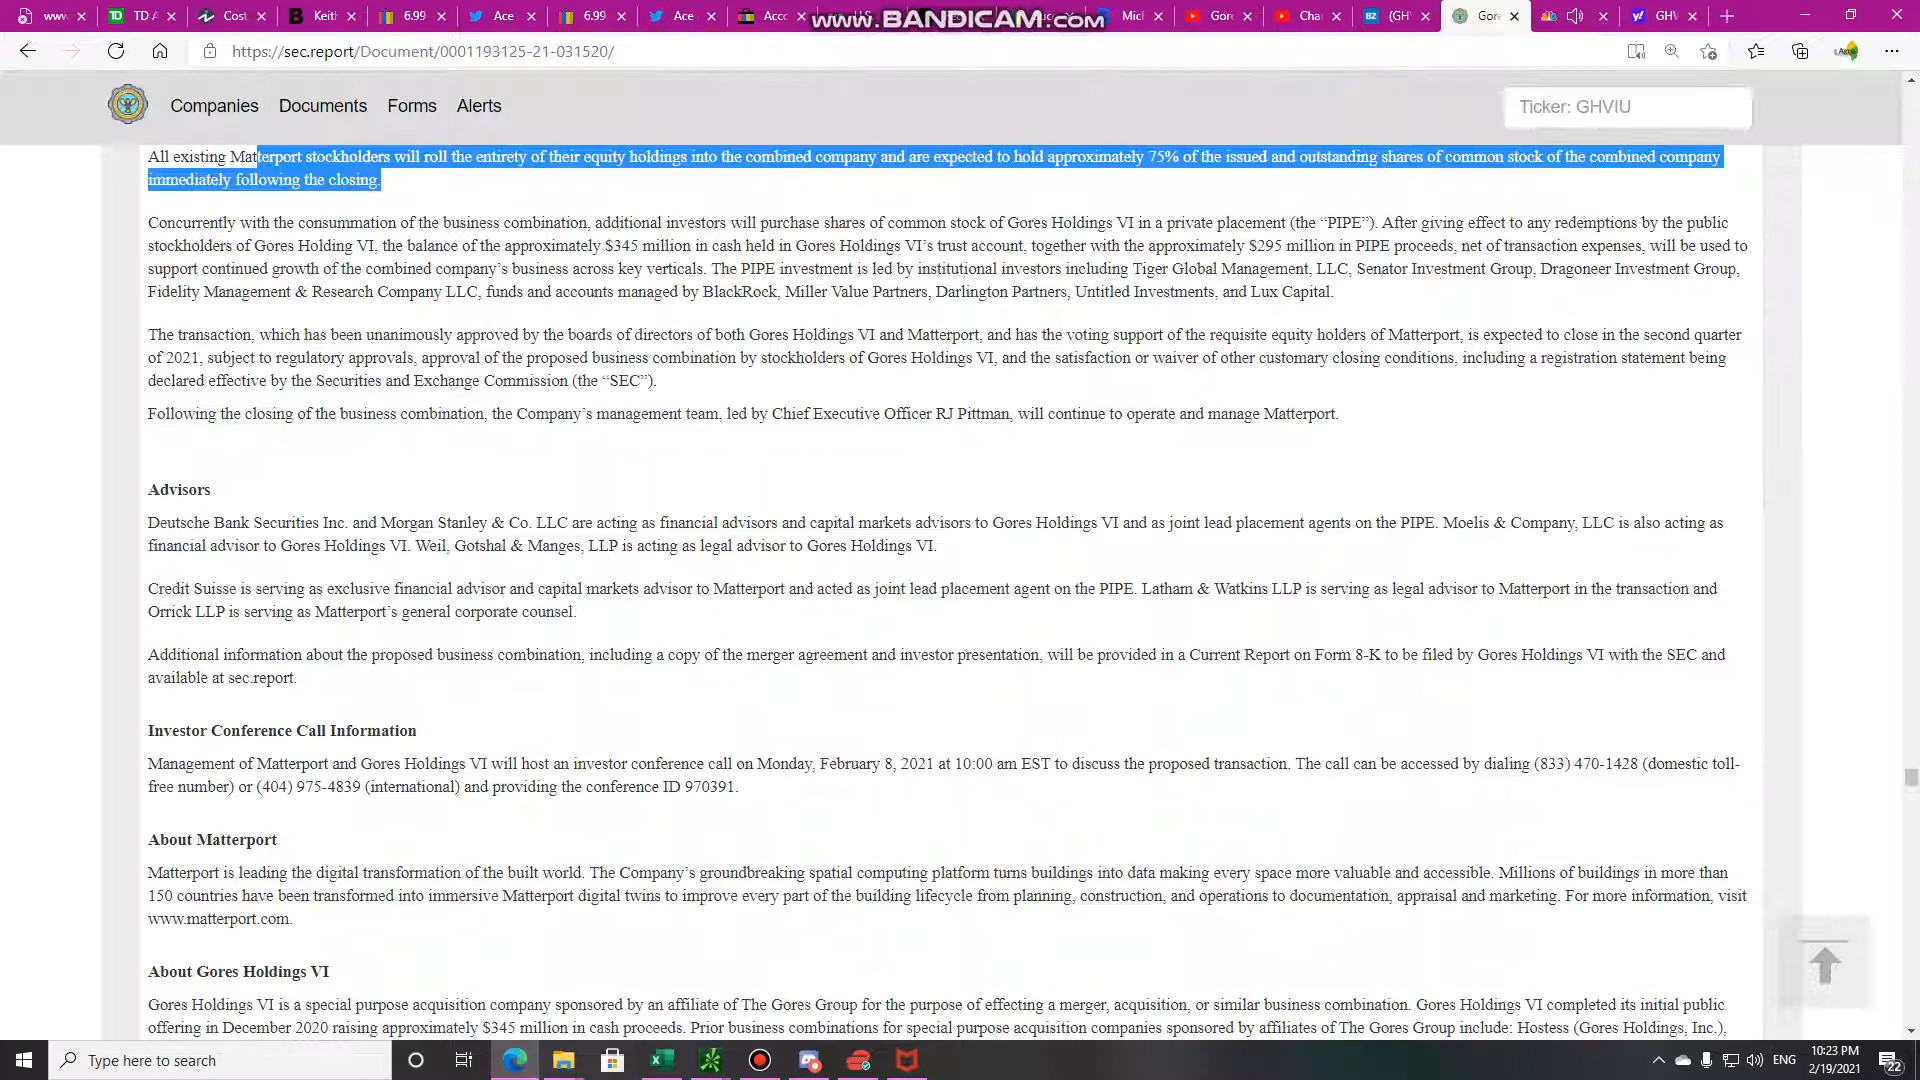 www
TD A
Cost
Keith
6.99
Ace
6.99
Ace
Acco
www.BANDICAM.com
Micl
Gore
Cha
(GH
Gore
GHV
https://sec.report/Document/0001193125-21-031520/
Companies Documents Forms Alerts
Ticker: GHVIU
All existing Matterport stockholders will roll the entirety of their equity holdings into the combined company and are expected to hold approximately 75% of the issued and outstanding shares of common stock of the combined company
immediately following the closing.
Concurrently with the consummation of the business combination, additional investors will purchase shares of common stock of Gores Holdings VI in a private placement (the “PIPE”). After giving effect to any redemptions by the public
stockholders of Gores Holding VI, the balance of the approximately $345 million in cash held in Gores Holdings VI’s trust account, together with the approximately $295 million in PIPE proceeds, net of transaction expenses, will be used to
support continued growth of the combined company’s business across key verticals. The PIPE investment is led by institutional investors including Tiger Global Management, LLC, Senator Investment Group, Dragoneer Investment Group,
Fidelity Management & Research Company LLC, funds and accounts managed by BlackRock, Miller Value Partners, Darlington Partners, Untitled Investments, and Lux Capital.
The transaction, which has been unanimously approved by the boards of directors of both Gores Holdings VI and Matterport, and has the voting support of the requisite equity holders of Matterport, is expected to close in the second quarter
of 2021, subject to regulatory approvals, approval of the proposed business combination by stockholders of Gores Holdings VI, and the satisfaction or waiver of other customary closing conditions, including a registration statement being
declared effective by the Securities and Exchange Commission (the “SEC”).
Following the closing of the business combination, the Company’s management team, led by Chief Executive Officer RJ Pittman, will continue to operate and manage Matterport.
Advisors
Deutsche Bank Securities Inc. and Morgan Stanley & Co. LLC are acting as financial advisors and capital markets advisors to Gores Holdings VI and as joint lead placement agents on the PIPE. Moelis & Company, LLC is also acting as
financial advisor to Gores Holdings VI. Weil, Gotshal & Manges, LLP is acting as legal advisor to Gores Holdings VI.
Credit Suisse is serving as exclusive financial advisor and capital markets advisor to Matterport and acted as joint lead placement agent on the PIPE. Latham & Watkins LLP is serving as legal advisor to Matterport in the transaction and
Orrick LLP is serving as Matterport’s general corporate counsel.
Additional information about the proposed business combination, including a copy of the merger agreement and investor presentation, will be provided in a Current Report on Form 8-K to be filed by Gores Holdings VI with the SEC and
available at sec.report.
Investor Conference Call Information
Management of Matterport and Gores Holdings VI will host an investor conference call on Monday, February 8, 2021 at 10:00 am EST to discuss the proposed transaction. The call can be accessed by dialing (833) 470-1428 (domestic toll-
free number) or (404) 975-4839 (international) and providing the conference ID 970391.
About Matterport
Matterport is leading the digital transformation of the built world. The Company’s groundbreaking spatial computing platform turns buildings into data making every space more valuable and accessible. Millions of buildings in more than
150 countries have been transformed into immersive Matterport digital twins to improve every part of the building lifecycle from planning, construction, and operations to documentation, appraisal and marketing. For more information, visit
www.matterport.com.
About Gores Holdings VI
Gores Holdings VI is a special purpose acquisition company sponsored by an affiliate of The Gores Group for the purpose of effecting a merger, acquisition, or similar business combination. Gores Holdings VI completed its initial public
offering in December 2020 raising approximately $345 million in cash proceeds. Prior business combinations for special purpose acquisition companies sponsored by affiliates of The Gores Group include: Hostess (Gores Holdings, Inc.),
Type here to search
ENG
10:23 PM
2/19/2021
22